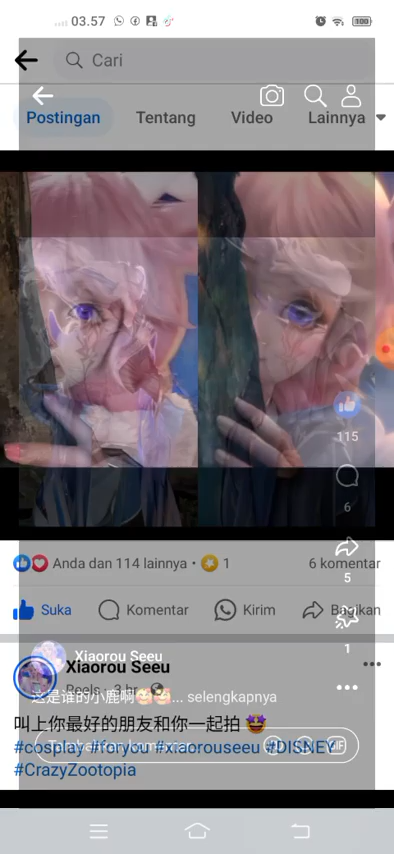 03.57
100
Cari
Postingan Tentang Video Lainnya
115
6
Anda dan 114 lainnya • 1 6 komentar
5
Suka Komentar Kirim Bagikan
1
Xiaorou Seeu
Xiaorou Seeu
Reels · 3 hr
这是谁的小鹿啊🥰🥰... selengkapnya
叫上你最好的朋友和你一起拍 🤩
GIF
#cosplay #foryou #xiaorouseeu #DISNEY
#CrazyZootopia